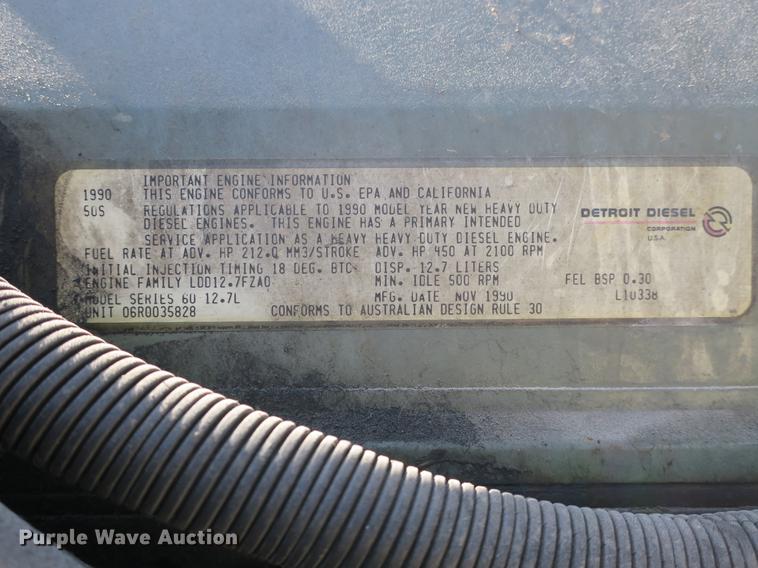 IMPORTANT ENGINE INFORMATION
1990 THIS ENGINE CONFORMS TO U.S. EPA AND CALIFORNIA
50S REGULATIONS APPLICABLE TO 1990 MODEL YEAR NEW HEAVY DUTY
DIESEL ENGINES. THIS ENGINE HAS A PRIMARY INTENDED
SERVICE APPLICATION AS A HEAVY HEAVY DUTY DIESEL ENGINE.
FUEL RATE AT ADV. HP 212.0 MM3/STROKE ADV. HP 450 AT 2100 RPM
INITIAL INJECTION TIMING 18 DEG. BTC DISP. 12.7 LITERS
ENGINE FAMILY LDD12.7FZA0 MIN. IDLE 500 RPM FEL BSP 0.30
MODEL SERIES 60 12.7L MFG. DATE NOV 1990 L10338
UNIT 06R0035828 CONFORMS TO AUSTRALIAN DESIGN RULE 30
DETROIT DIESEL
CORPORATION
U.S.A.
Purple Wave Auction